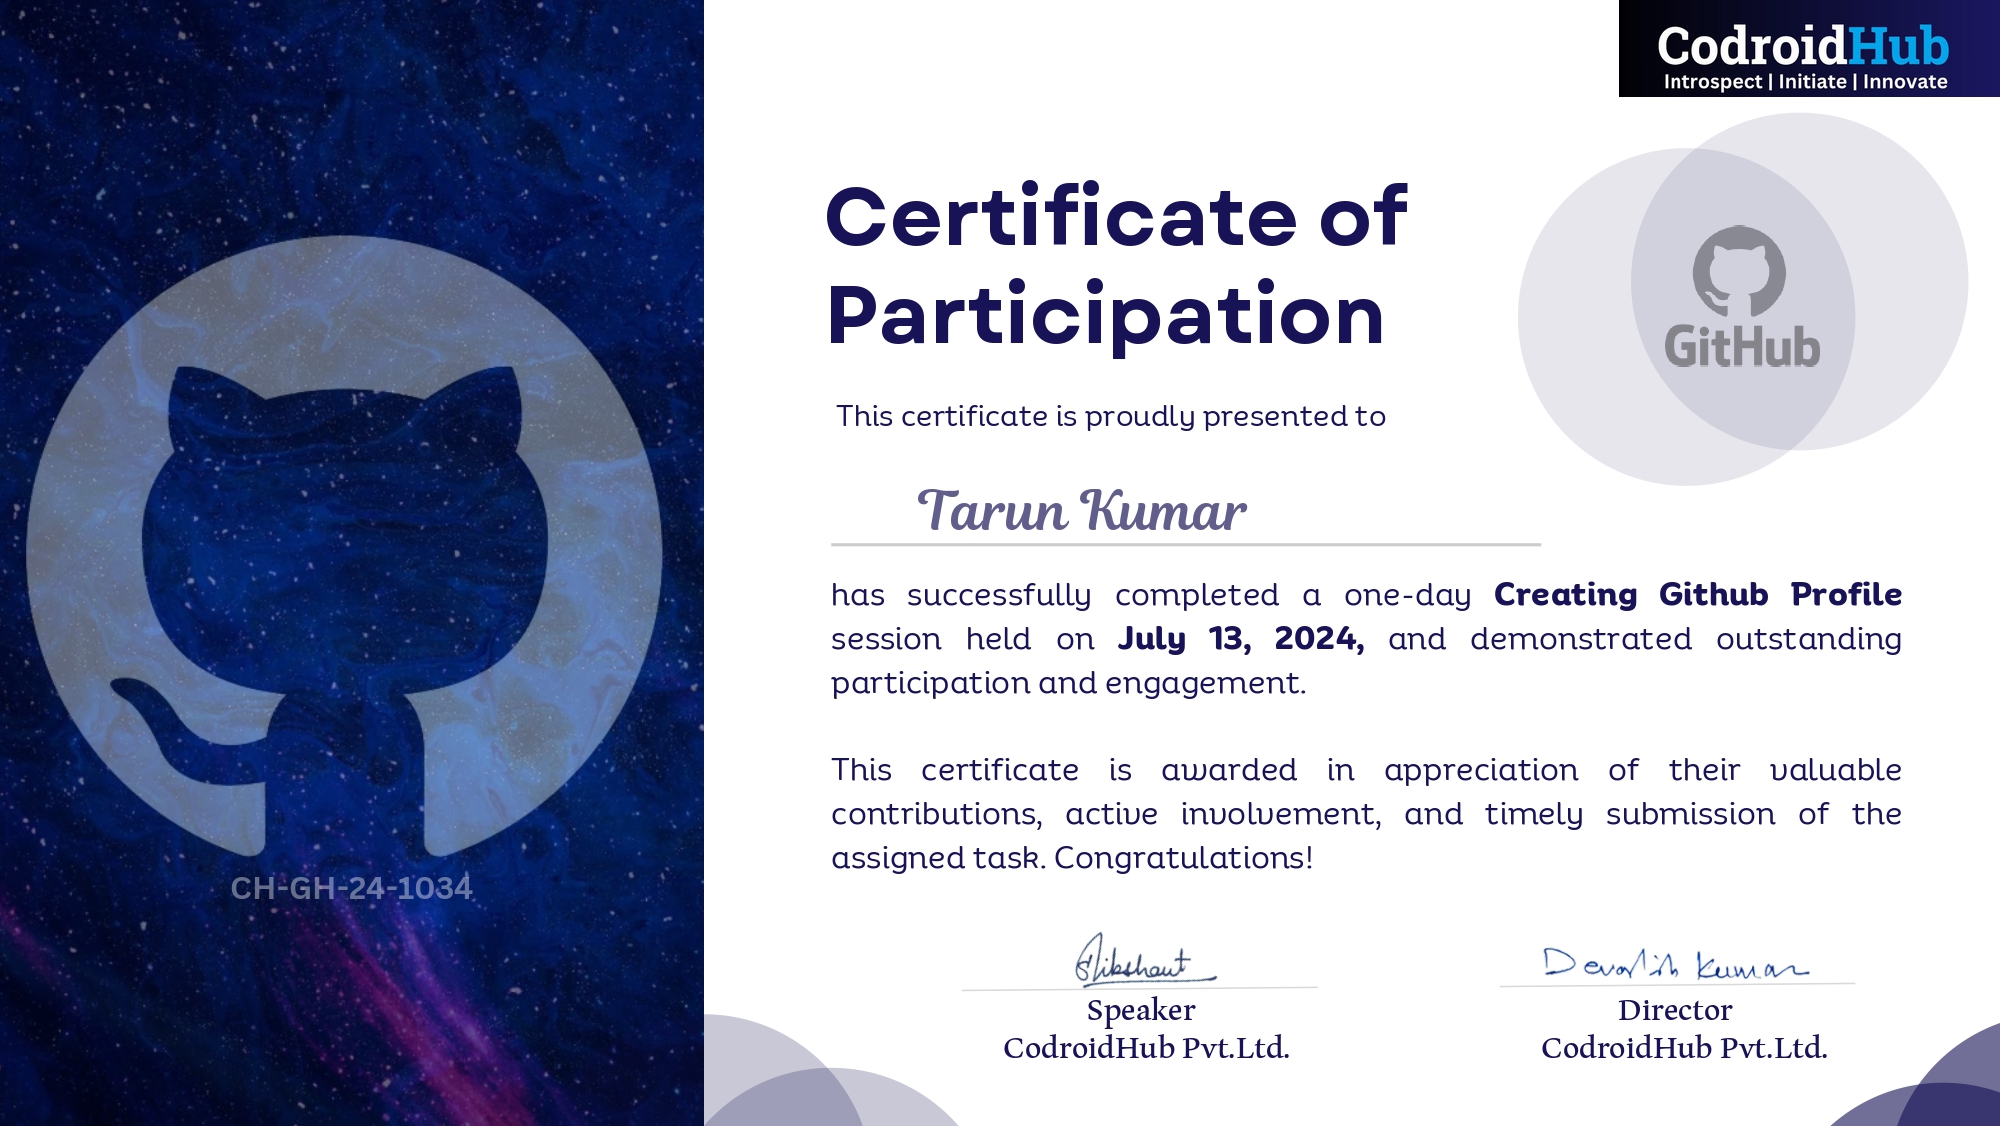 CodroidHub
Introspect | Initiate | Innovate
Certificate of
Participation
GitHub
This certificate is proudly presented to
Tarun Kumar
has successfully completed a one-day Creating Github Profile
session held on July 13, 2024, and demonstrated outstanding
participation and engagement.
This certificate is awarded in appreciation of their valuable
contributions, active involvement, and timely submission of the
assigned task. Congratulations!
CH-GH-24-1034
Kumar
Speaker
CodroidHub Pvt.Ltd.
Director
CodroidHub Pvt.Ltd.